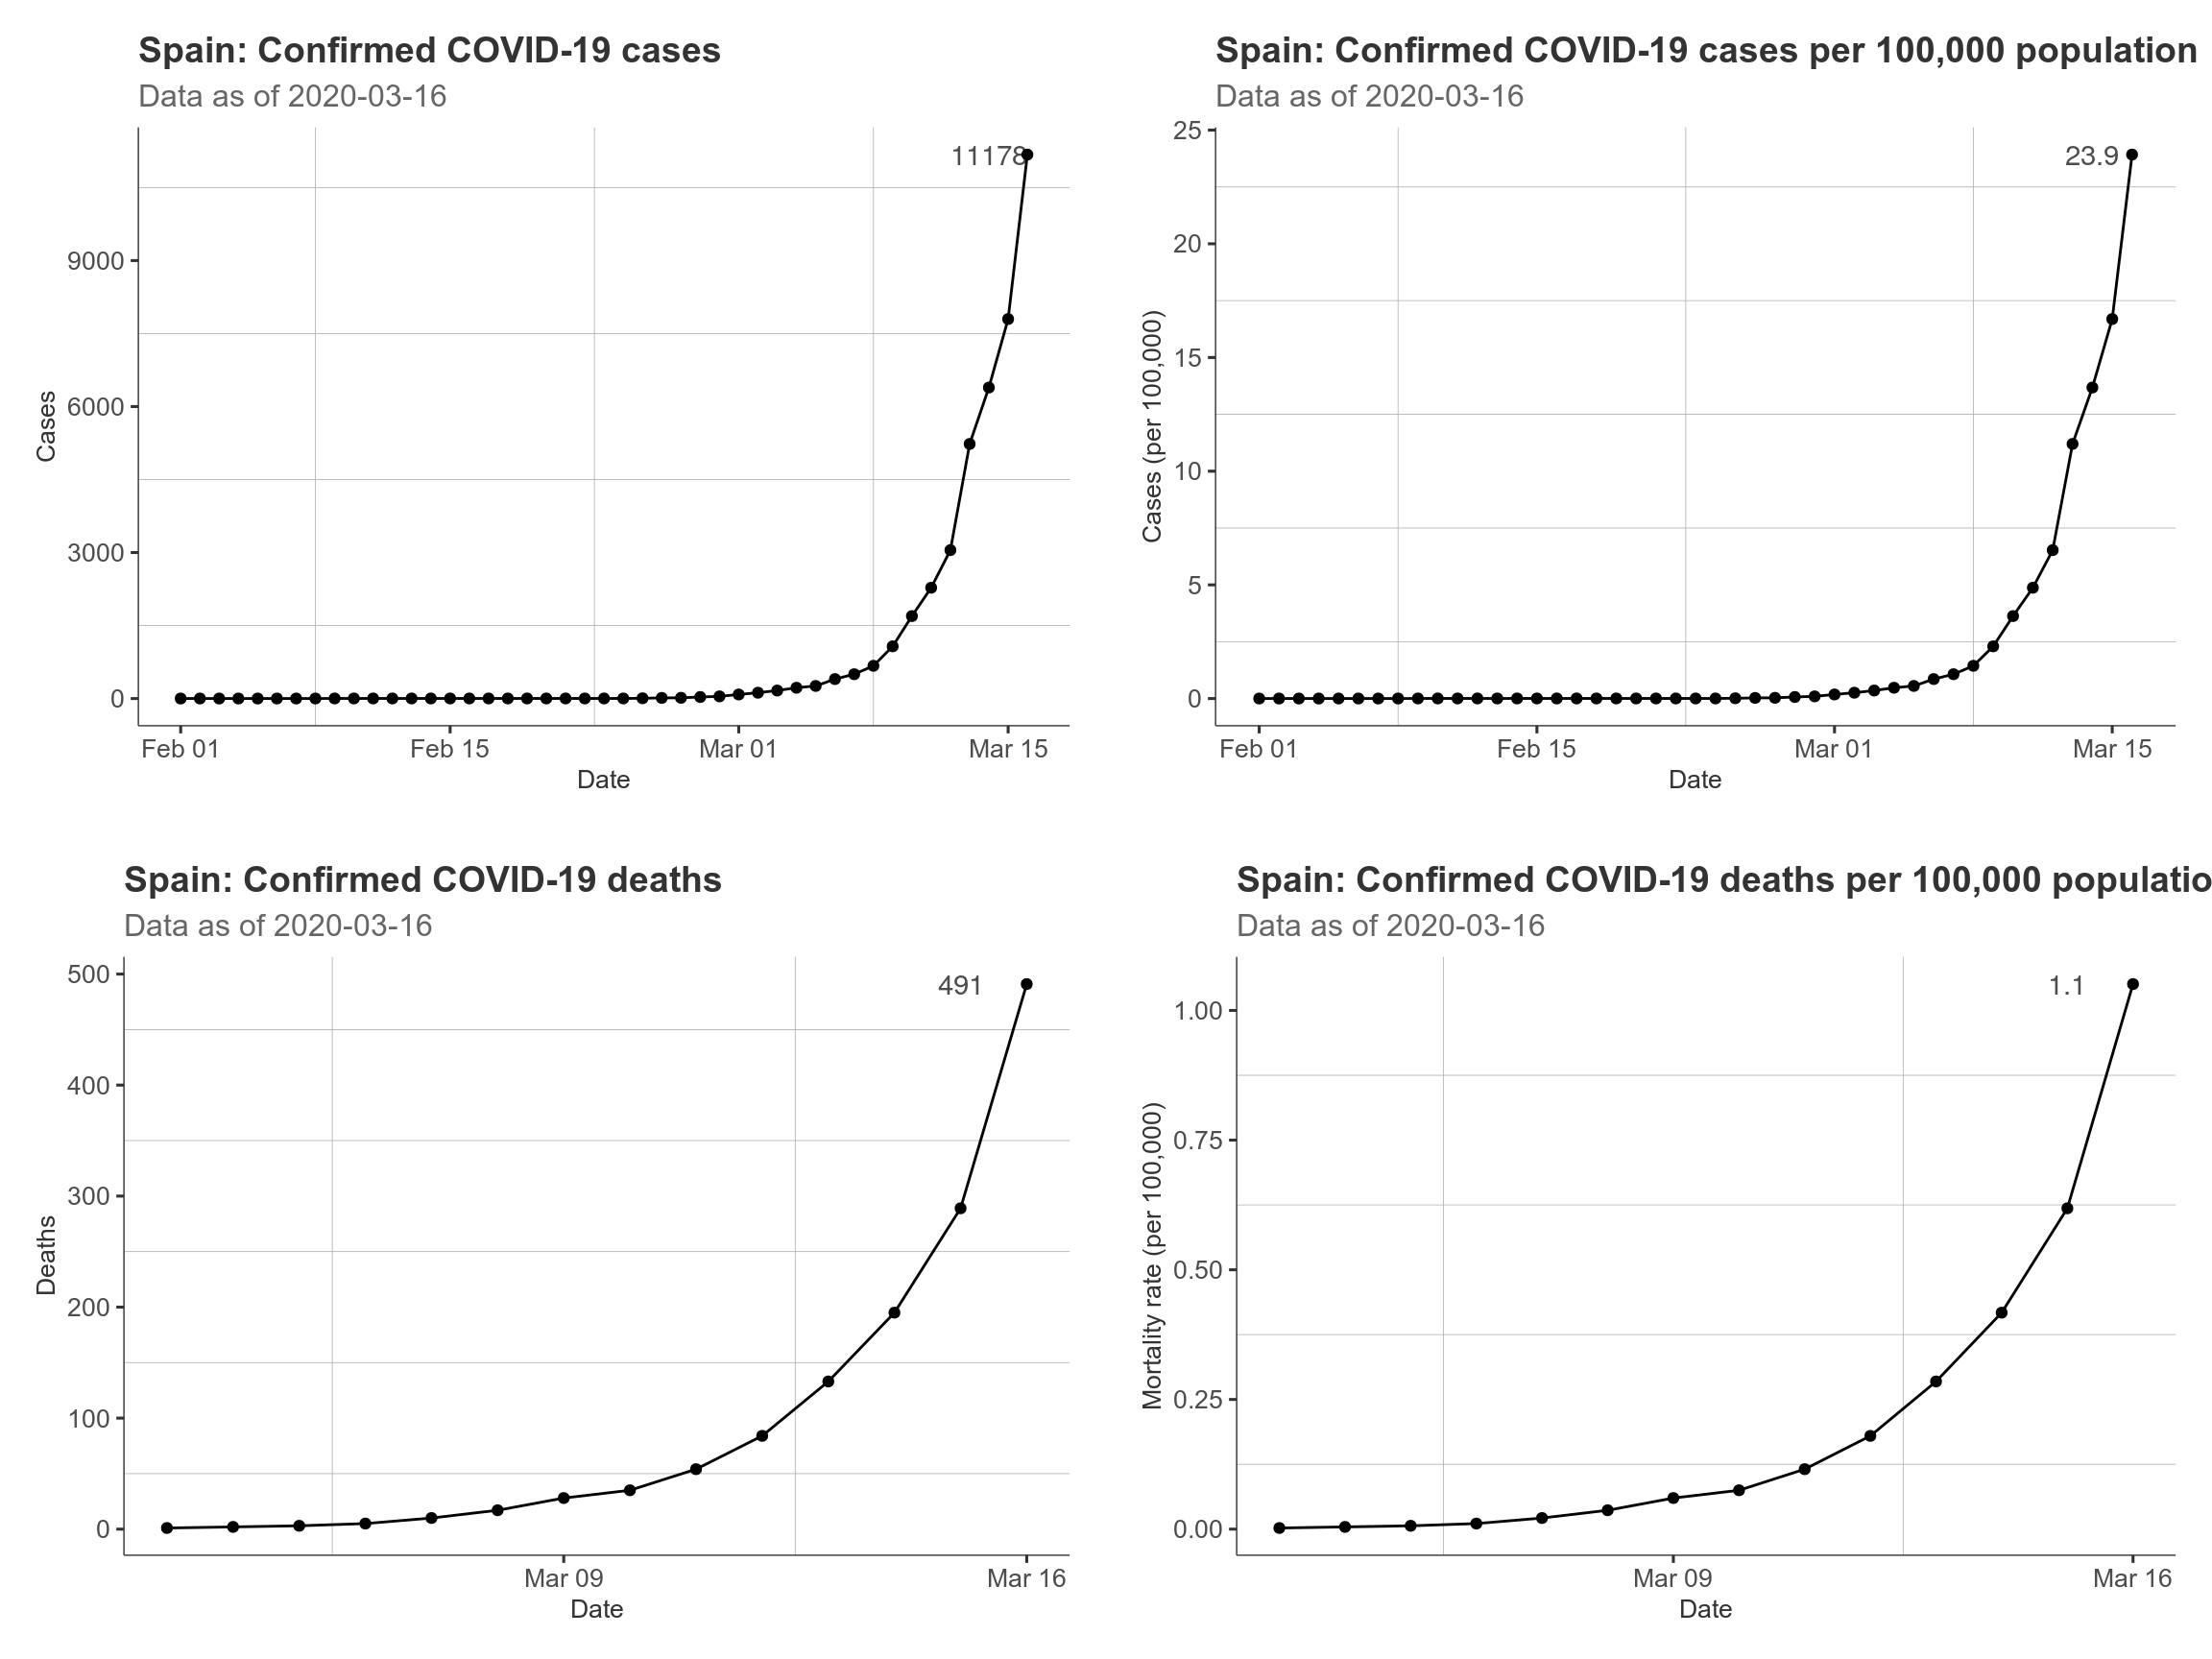 Spain: Confirmed COVID-19 cases
Data as of 2020-03-16
11178
9000
6000
3000
0
Cases
Feb 01
Feb 15
Mar 01
Mar 15
Date
Spain: Confirmed COVID-19 cases per 100,000 population
Data as of 2020-03-16
25
23.9
20
15
10
5
0
Cases (per 100,000)
Feb 01
Feb 15
Mar 01
Mar 15
Date
Spain: Confirmed COVID-19 deaths
Data as of 2020-03-16
500
491
400
300
200
100
0
Deaths
Mar 09
Mar 16
Date
Spain: Confirmed COVID-19 deaths per 100,000 populatio
Data as of 2020-03-16
1.1
1.00
0.75
0.50
0.25
0.00
Mortality rate (per 100,000)
Mar 09
Mar 16
Date